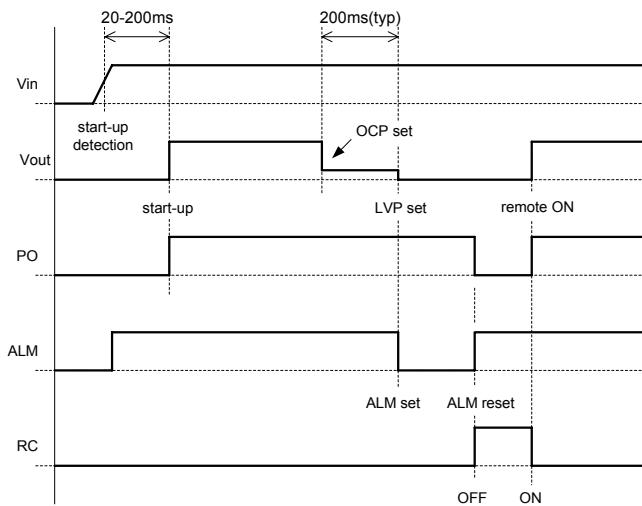 20-200ms
200ms(typ)
Vin
start-up
detection
OCP set
Vout
start-up
LVP set
remote ON
PO
ALM
ALM set
ALM reset
RC
OFF
ON